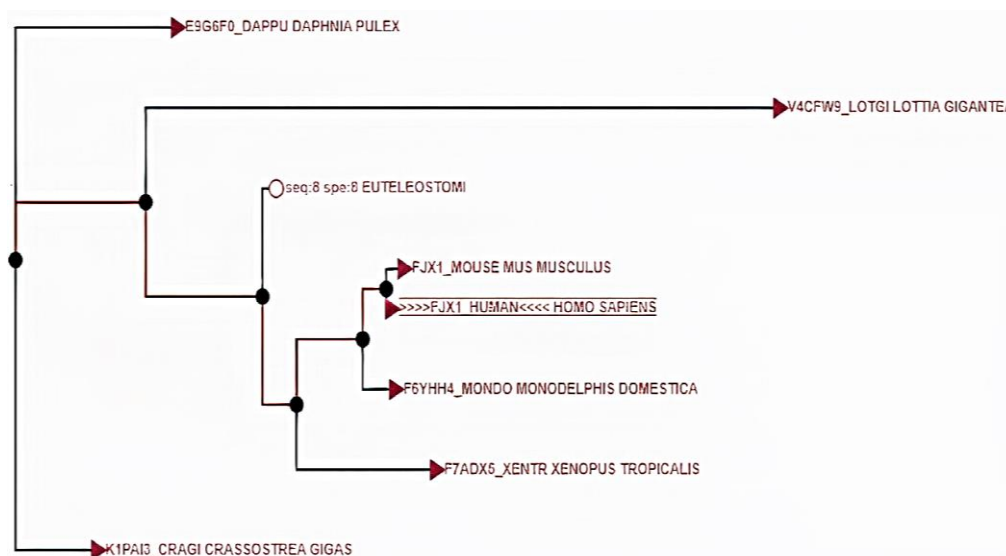 E9G6F0_DAPPU DAPHNIA PULEX
V4CFW9_LOTGI LOTTIA GIGANTEA
seq:8 spe:8 EUTELEOSTOMI
FJX1_MOUSE MUS MUSCULUS
>>>>FJX1_HUMAN<<<< HOMO SAPIENS
F6YHH4_MONDO MONODELPHIS DOMESTICA
F7ADX5_XENTR XENOPUS TROPICALIS
K1PAI3_CRAGI CRASSOSTREA GIGAS